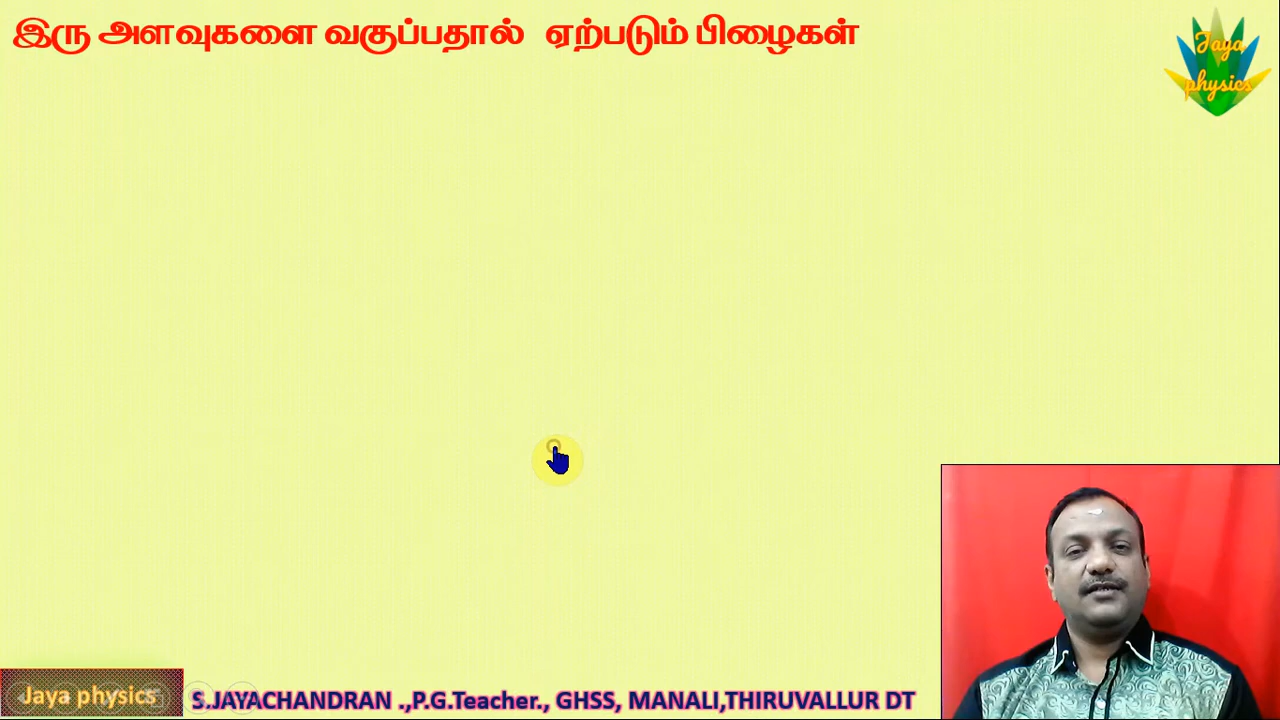 இரு அளவுகளை வகுப்பதால் ஏற்படும் பிழைகள்
Jaya
physics
Jaya physics
S.JAYACHANDRAN .,P.G.Teacher., GHSS, MANALI,THIRUVALLUR DT